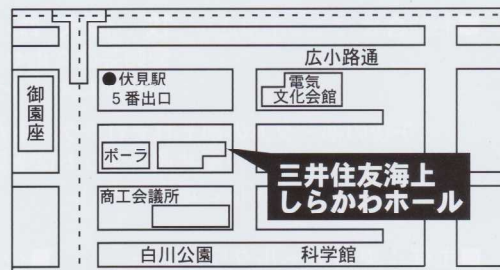 広小路通
●伏見駅
5番出口
電気
文化会館
御園座
ポーラ
三井住友海上
しらかわホール
商工会議所
白川公園
科学館